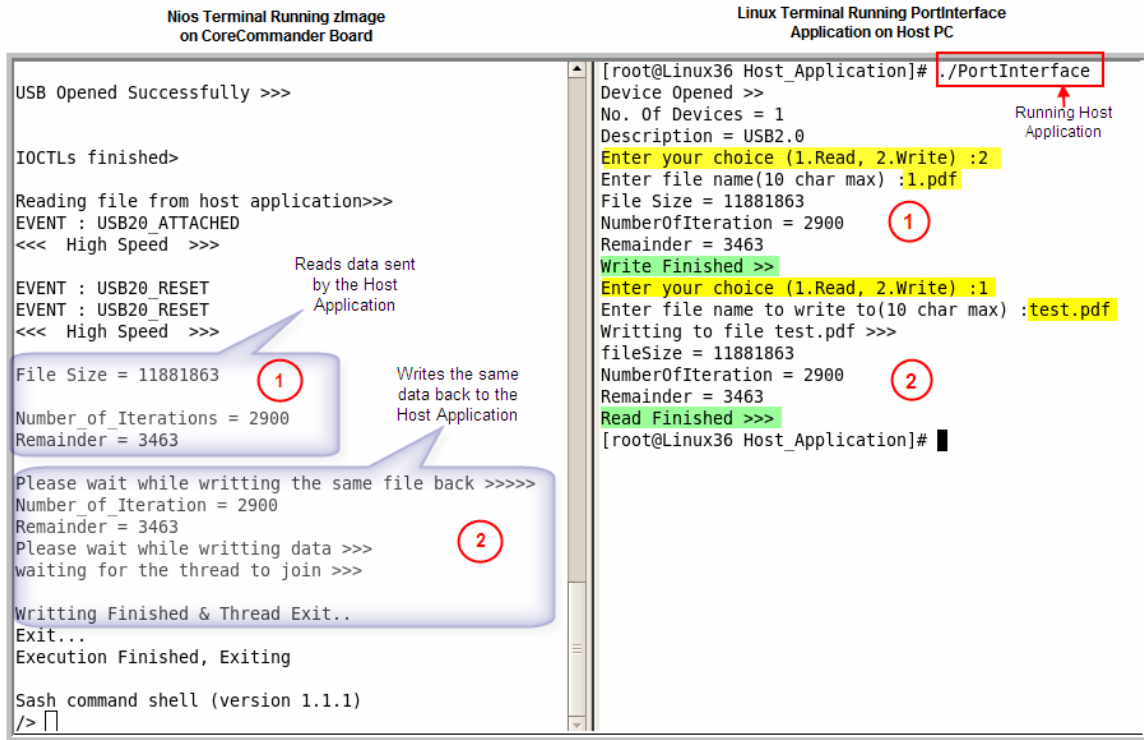 Nios Terminal Running zImage
on CoreCommander Board
Linux Terminal Running PortInterface
Application on Host PC
USB Opened Successfully >>>
IOCTLs finished>
Reading file from host application>>>
EVENT : USB20_ATTACHED
<<<  High Speed  >>>
Reads data sent
by the Host
Application
EVENT : USB20_RESET
EVENT : USB20_RESET
<<<  High Speed  >>>
File Size = 11881863
1
Number_of_Iterations = 2900
Remainder = 3463
Writes the same
data back to the
Host Application
Please wait while writting the same file back >>>>>
Number_of_Iteration = 2900
Remainder = 3463
Please wait while writting data >>>
waiting for the thread to join >>>
2
Writting Finished & Thread Exit..
Exit...
Execution Finished, Exiting
Sash command shell (version 1.1.1)
/>
[root@Linux36 Host_Application]# ./PortInterface
Running Host
Application
Device Opened >>
No. Of Devices = 1
Description = USB2.0
Enter your choice (1.Read, 2.Write) :2
Enter file name(10 char max) :1.pdf
File Size = 11881863
NumberOfIteration = 2900
1
Remainder = 3463
Write Finished >>
Enter your choice (1.Read, 2.Write) :1
Enter file name to write to(10 char max) :test.pdf
Writting to file test.pdf >>>
fileSize = 11881863
NumberOfIteration = 2900
2
Remainder = 3463
Read Finished >>>
[root@Linux36 Host_Application]#